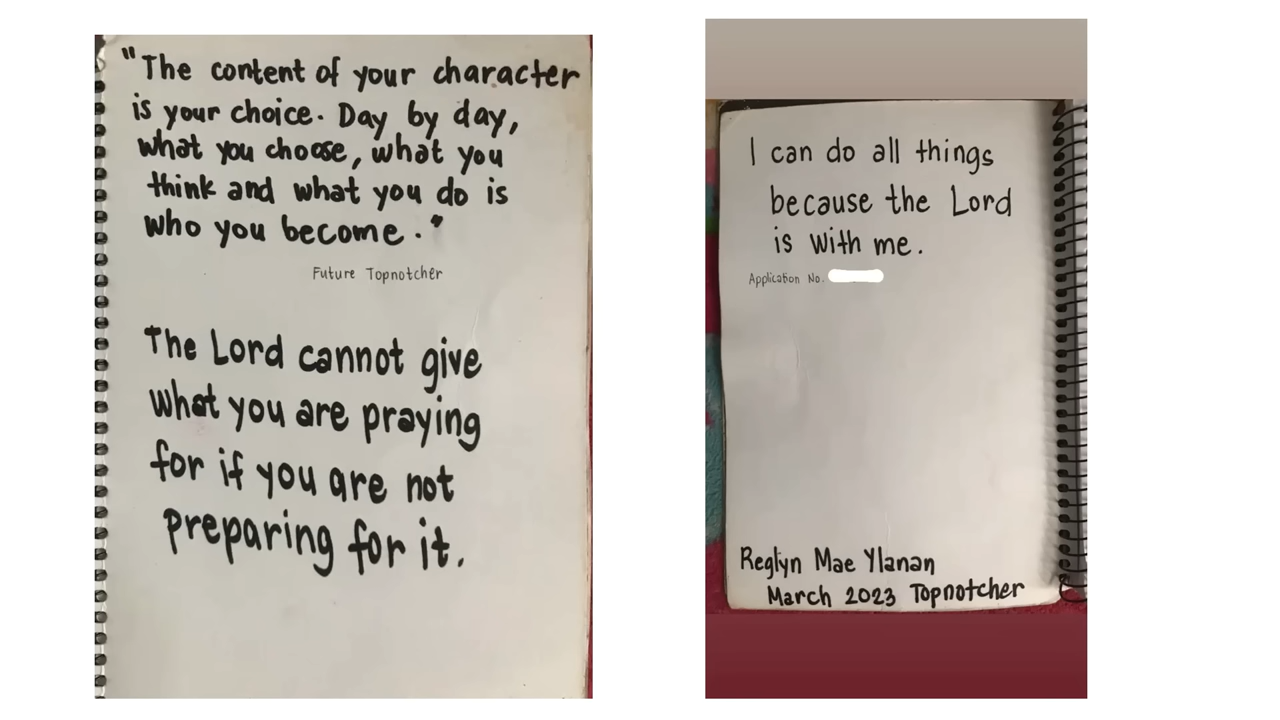 "The content of your character
is your choice. Day by day,
what you choose, what you
think and what you do is
who you become."
Future Topnotcher
The Lord cannot give
what you are praying
for if you are not
preparing for it.
I can do all things
because the Lord
is with me.
Application No.
Reglyn Mae Ylanan
March 2023 Topnotcher